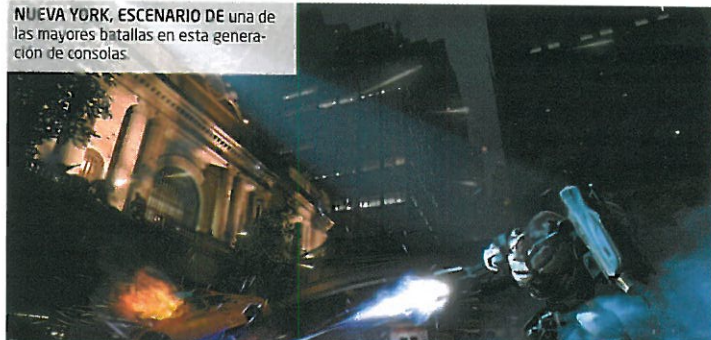 NUEVA YORK, ESCENARIO DE una de
las mayores batallas en esta genera-
ción de consolas